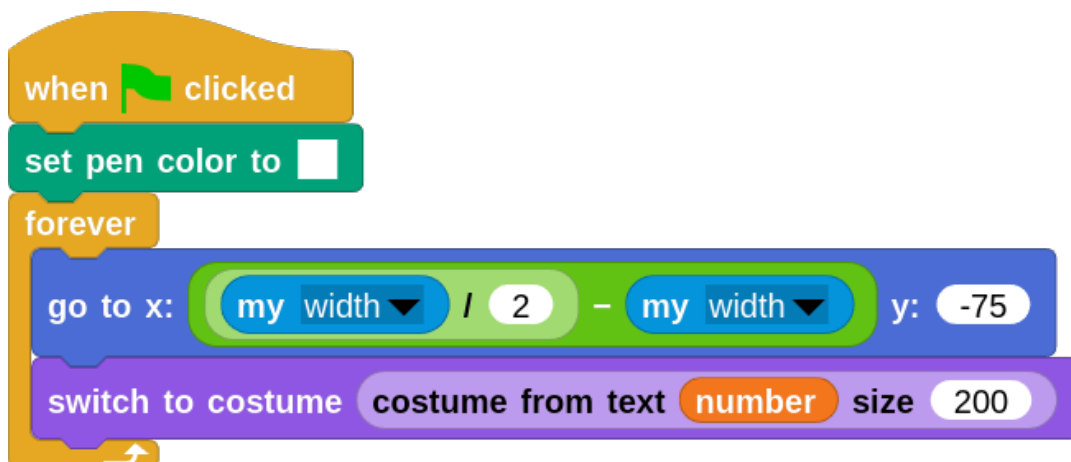 when clicked
set pen color to
forever
go to x: my width / 2 – my width y: -75
switch to costume costume from text number size 200